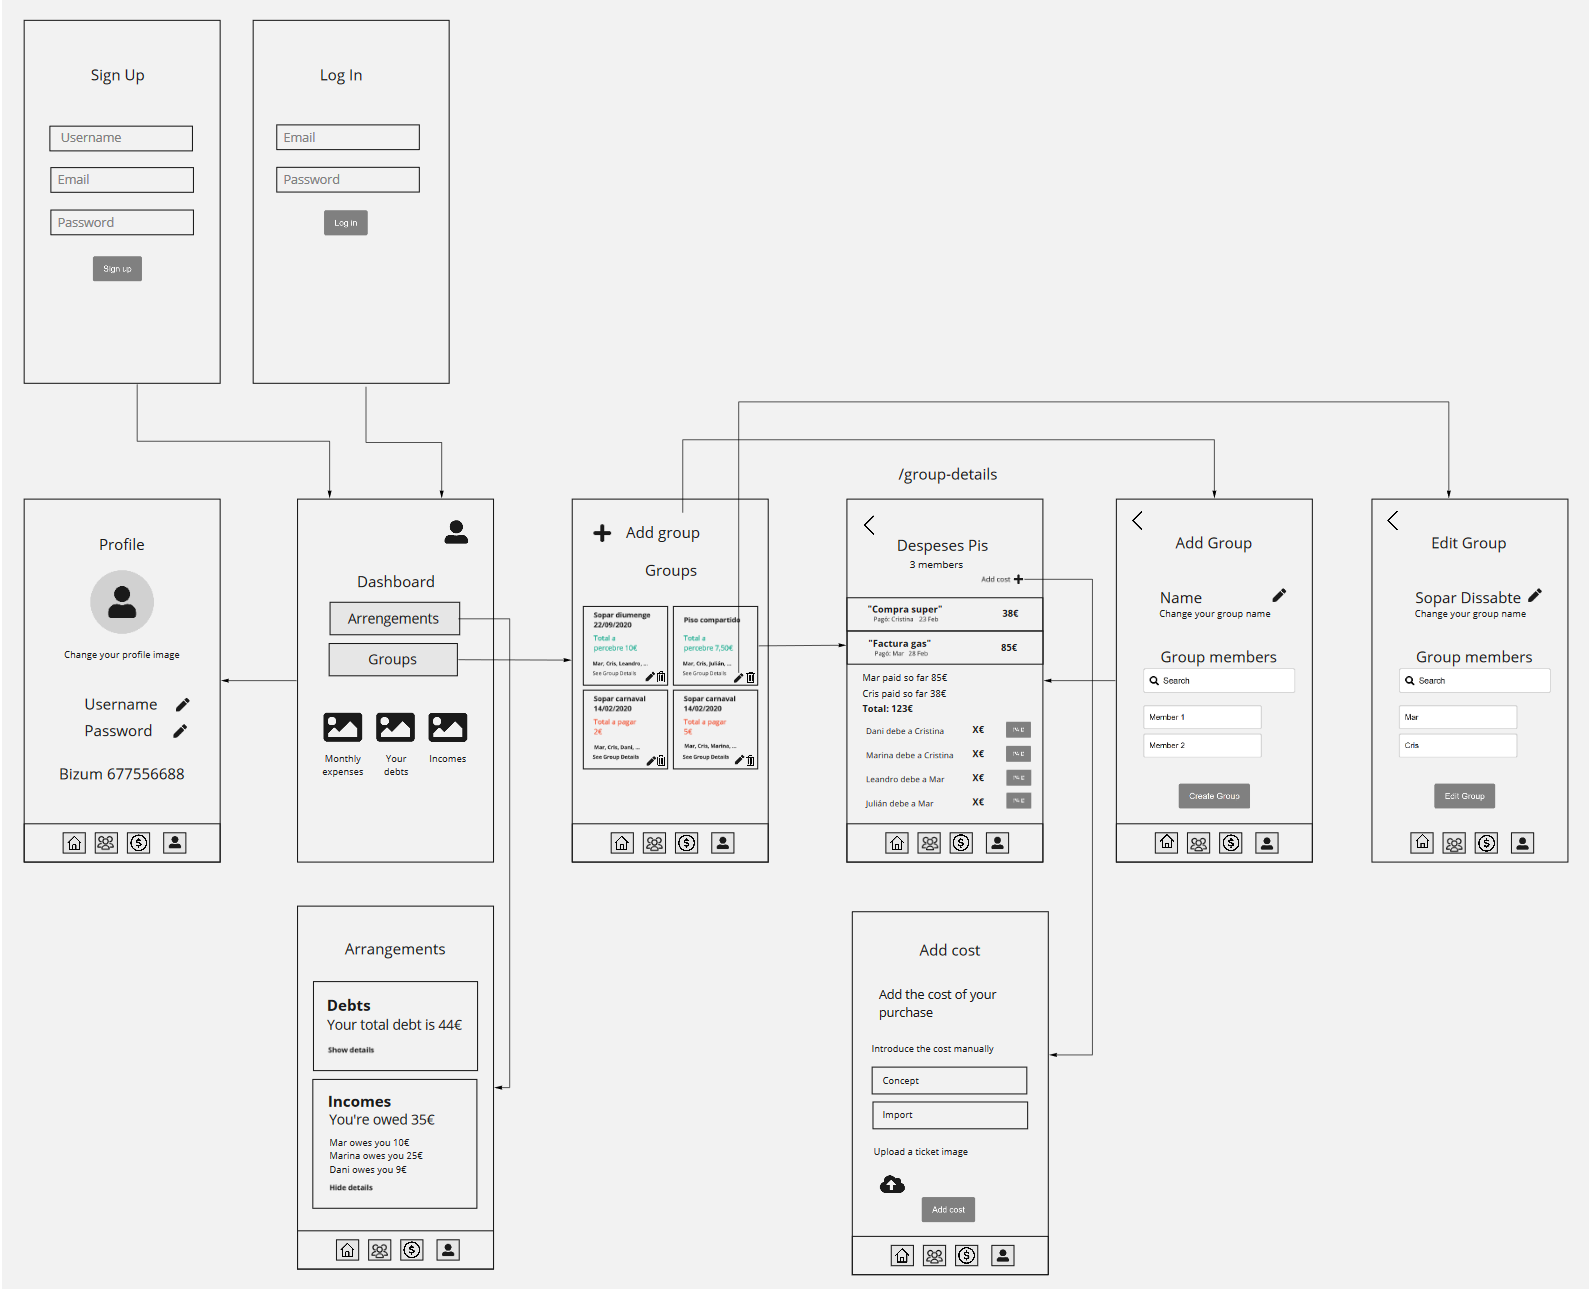 Sign Up
Username
Email
Password
Sign up
Log In
Email
Password
Log in
Profile
Change your profile image
Username
Password
Bizum 677556688
Dashboard
Arrengements
Groups
Monthly
expenses
Your
debts
Incomes
Add group
Groups
Sopar diumenge
22/09/2020
Total a
percebre 10€
Mar, Cris, Leandro, ...
See Group Details
Piso compartido
Total a
percebre 7,50€
Mar, Cris, Julián, ...
See Group Details
Sopar carnaval
14/02/2020
Total a pagar
2€
Mar, Cris, Dani, ...
See Group Details
Sopar carnaval
14/02/2020
Total a pagar
5€
Mar, Cris, Marina, ...
See Group Details
/group-details
Despeses Pis
3 members
Add cost
"Compra super" 38€
Pagó: Cristina 23 Feb
"Factura gas" 85€
Pagó: Mar 28 Feb
Mar paid so far 85€
Cris paid so far 38€
Total: 123€
Dani debe a Cristina X€
Marina debe a Cristina X€
Leandro debe a Mar X€
Julián debe a Mar X€
Add Group
Name
Change your group name
Group members
Search
Member 1
Member 2
Create Group
Edit Group
Sopar Dissabte
Change your group name
Group members
Search
Mar
Cris
Edit Group
Arrangements
Debts
Your total debt is 44€
Show details
Incomes
You're owed 35€
Mar owes you 10€
Marina owes you 25€
Dani owes you 9€
Hide details
Add cost
Add the cost of your
purchase
Introduce the cost manually
Concept
Import
Upload a ticket image
Add cost